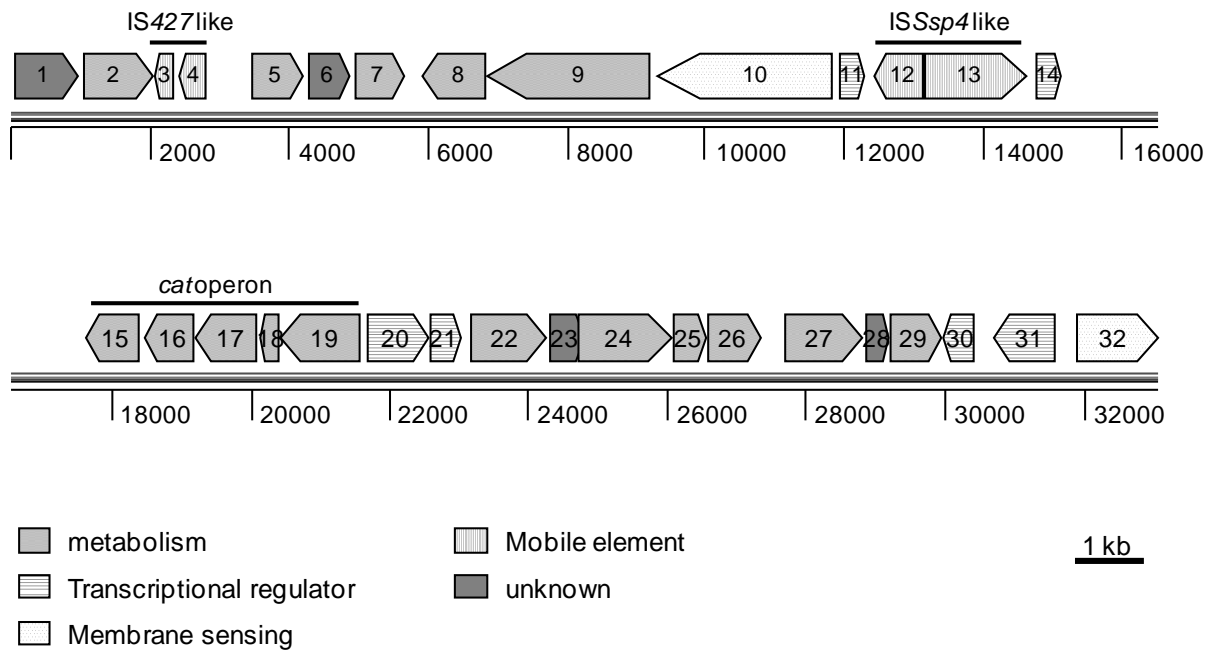 IS427like ISSsp4like
1 2 3 4 5 6 7 8 9 10 11 12 13 14
2000 4000 6000 8000 10000 12000 14000 16000
catoperon
15 16 17 18 19 20 21 22 23 24 25 26 27 28 29 30 31 32
18000 20000 22000 24000 26000 28000 30000 32000
metabolism Mobile element 1 kb
Transcriptional regulator unknown
Membrane sensing